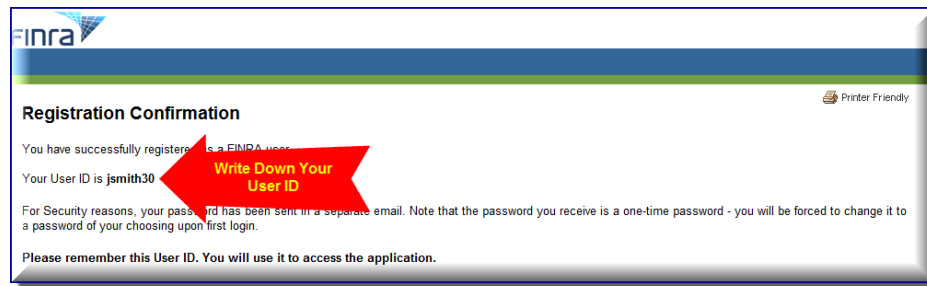 Finra
Printer Friendly
Registration Confirmation
You have successfully registere as a FINRA user
Your User ID is jsmith30
Write Down Your
User ID
For Security reasons, your password has been sent in a separate email. Note that the password you receive is a one-time password - you will be forced to change it to
a password of your choosing upon first login.
Please remember this User ID. You will use it to access the application.